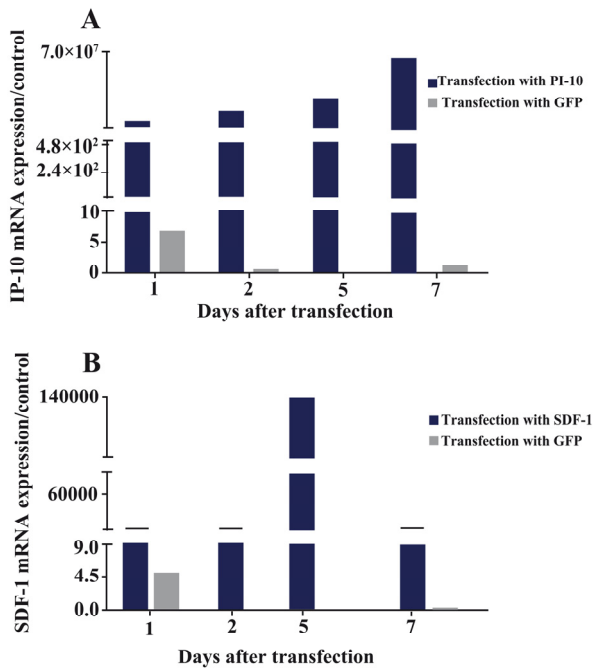 A
IP-10 mRNA expression/control
7.0×10⁷
4.8×10²
2.4×10²
10
5
0
Transfection with PI-10
Transfection with GFP
1 2 5 7
Days after transfection
B
SDF-1 mRNA expression/control
140000
60000
9.0
4.5
0.0
Transfection with SDF-1
Transfection with GFP
1 2 5 7
Days after transfection